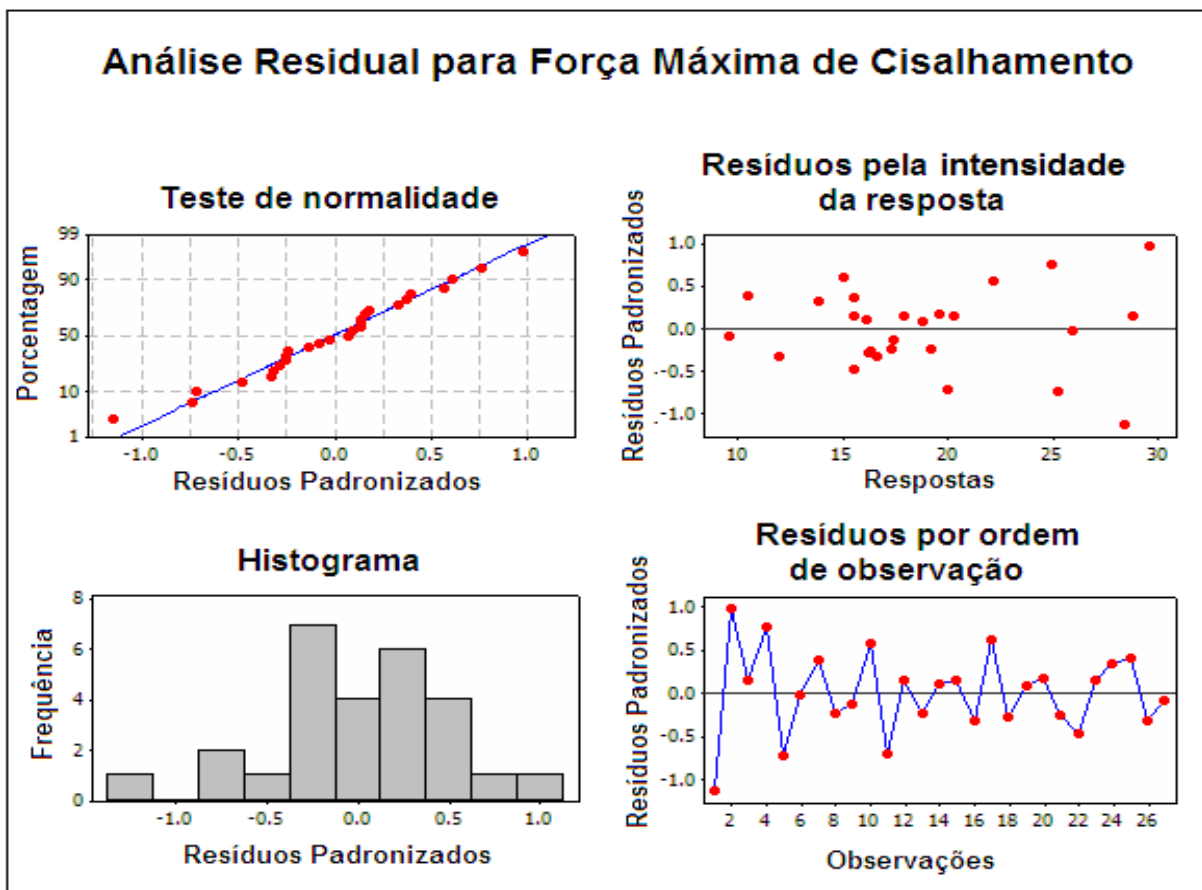 Análise Residual para Força Máxima de Cisalhamento
Teste de normalidade
Porcentagem
99
90
50
10
1
-1.0 -0.5 0.0 0.5 1.0
Resíduos Padronizados
Resíduos pela intensidade
da resposta
Resíduos Padronizados
1.0
0.5
0.0
-0.5
-1.0
10 15 20 25 30
Respostas
Histograma
Frequência
8
6
4
2
0
-1.0 -0.5 0.0 0.5 1.0
Resíduos Padronizados
Resíduos por ordem
de observação
Resíduos Padronizados
1.0
0.5
0.0
-0.5
-1.0
2 4 6 8 10 12 14 16 18 20 22 24 26
Observações